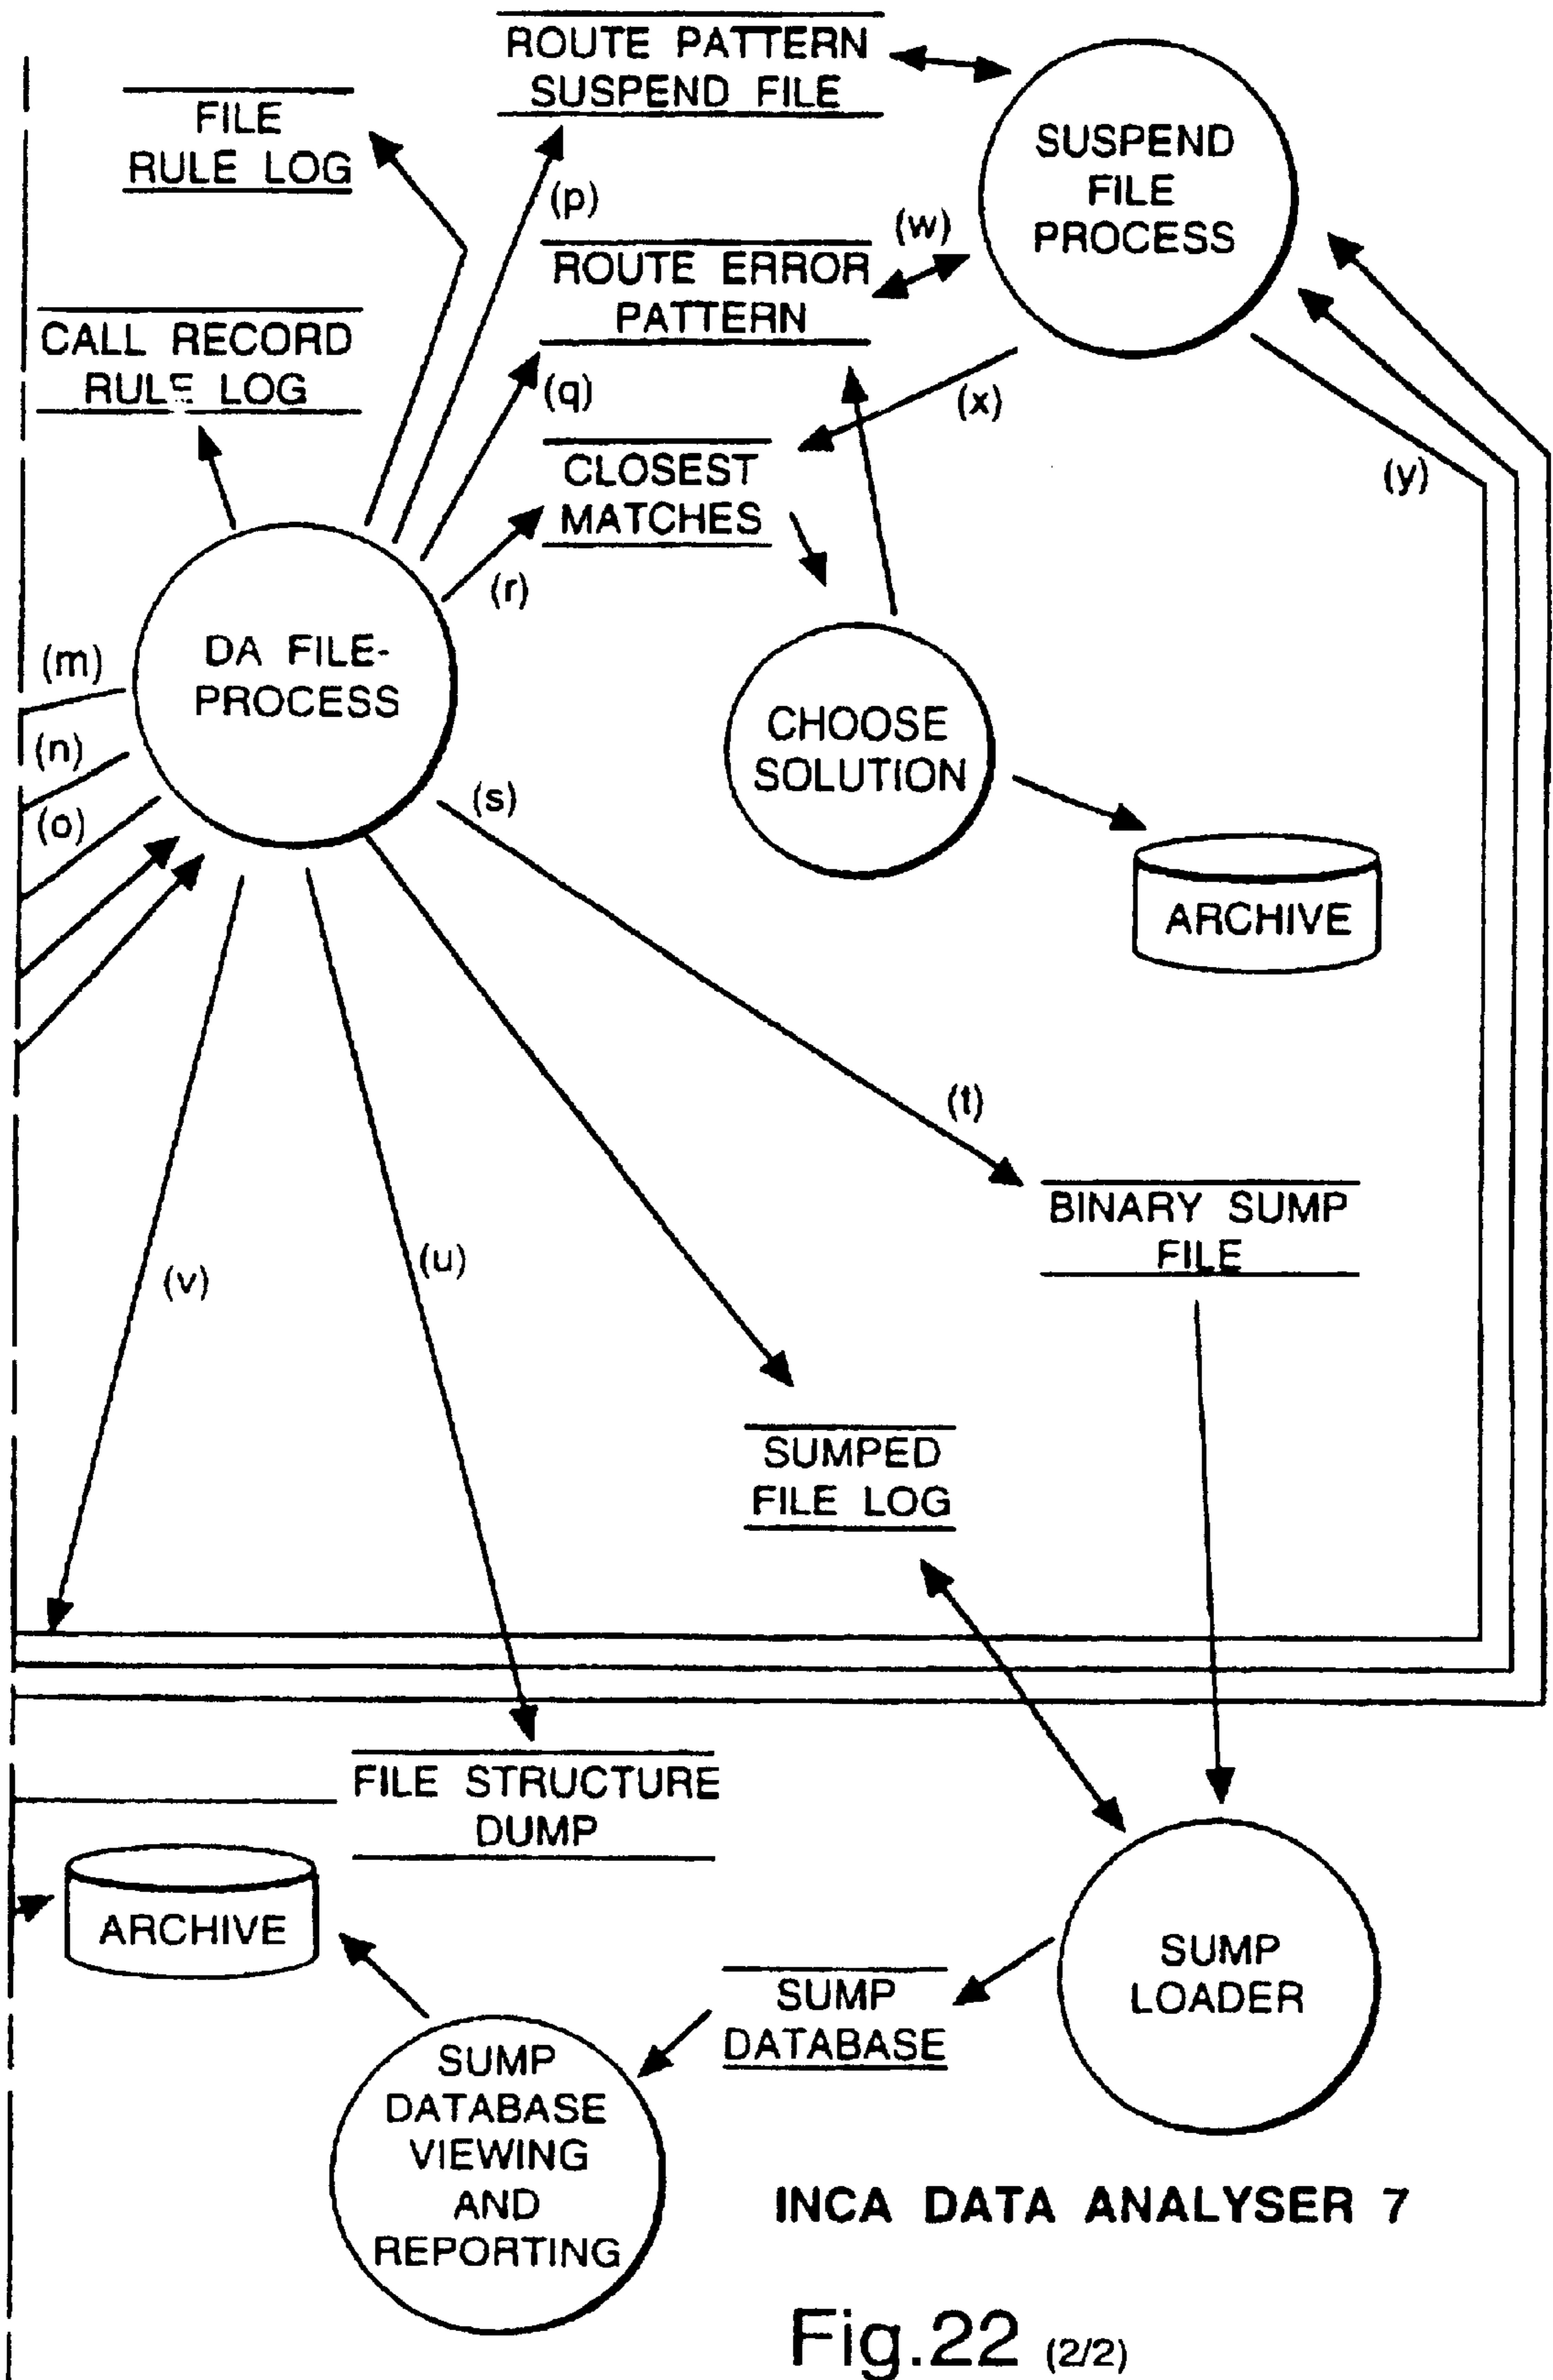 ROUTE PATTERN
SUSPEND FILE
FILE
RULE LOG
SUSPEND
FILE
PROCESS
(p)
(w)
ROUTE ERROR
PATTERN
CALL RECORD
RULE LOG
(q)
(x)
(y)
CLOSEST
MATCHES
(r)
DA FILE-
PROCESS
(m)
(n)
(o)
CHOOSE
SOLUTION
(s)
ARCHIVE
(t)
BINARY SUMP
FILE
(u)
(v)
SUMPED
FILE LOG
FILE STRUCTURE
DUMP
ARCHIVE
SUMP
LOADER
SUMP
DATABASE
SUMP
DATABASE
VIEWING
AND
REPORTING
INCA DATA ANALYSER 7
Fig.22 (2/2)